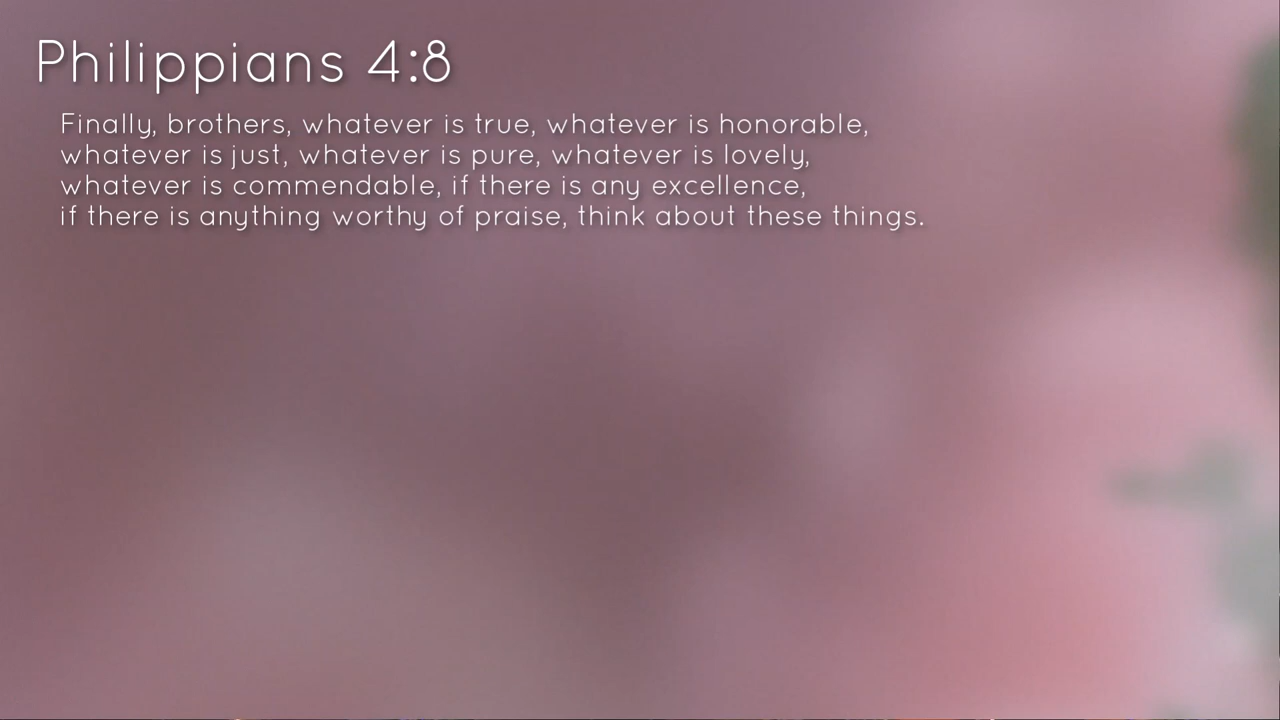 Philippians 4:8
Finally, brothers, whatever is true, whatever is honorable,
whatever is just, whatever is pure, whatever is lovely,
whatever is commendable, if there is any excellence,
if there is anything worthy of praise, think about these things.